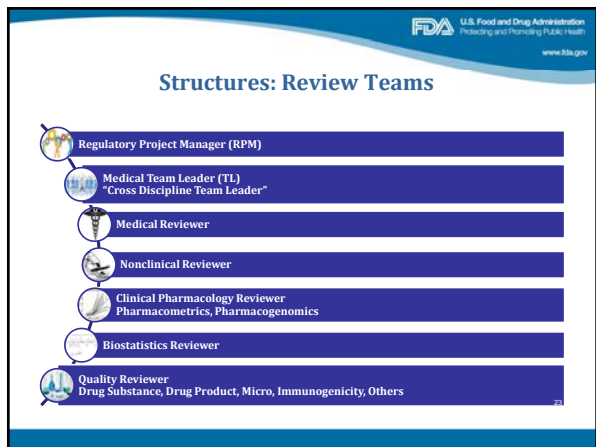 FDA U.S. Food and Drug Administration
Protecting and Promoting Public Health
www.fda.gov
Structures: Review Teams
Regulatory Project Manager (RPM)
Medical Team Leader (TL)
“Cross Discipline Team Leader”
Medical Reviewer
Nonclinical Reviewer
Clinical Pharmacology Reviewer
Pharmacometrics, Pharmacogenomics
Biostatistics Reviewer
Quality Reviewer
Drug Substance, Drug Product, Micro, Immunogenicity, Others
23